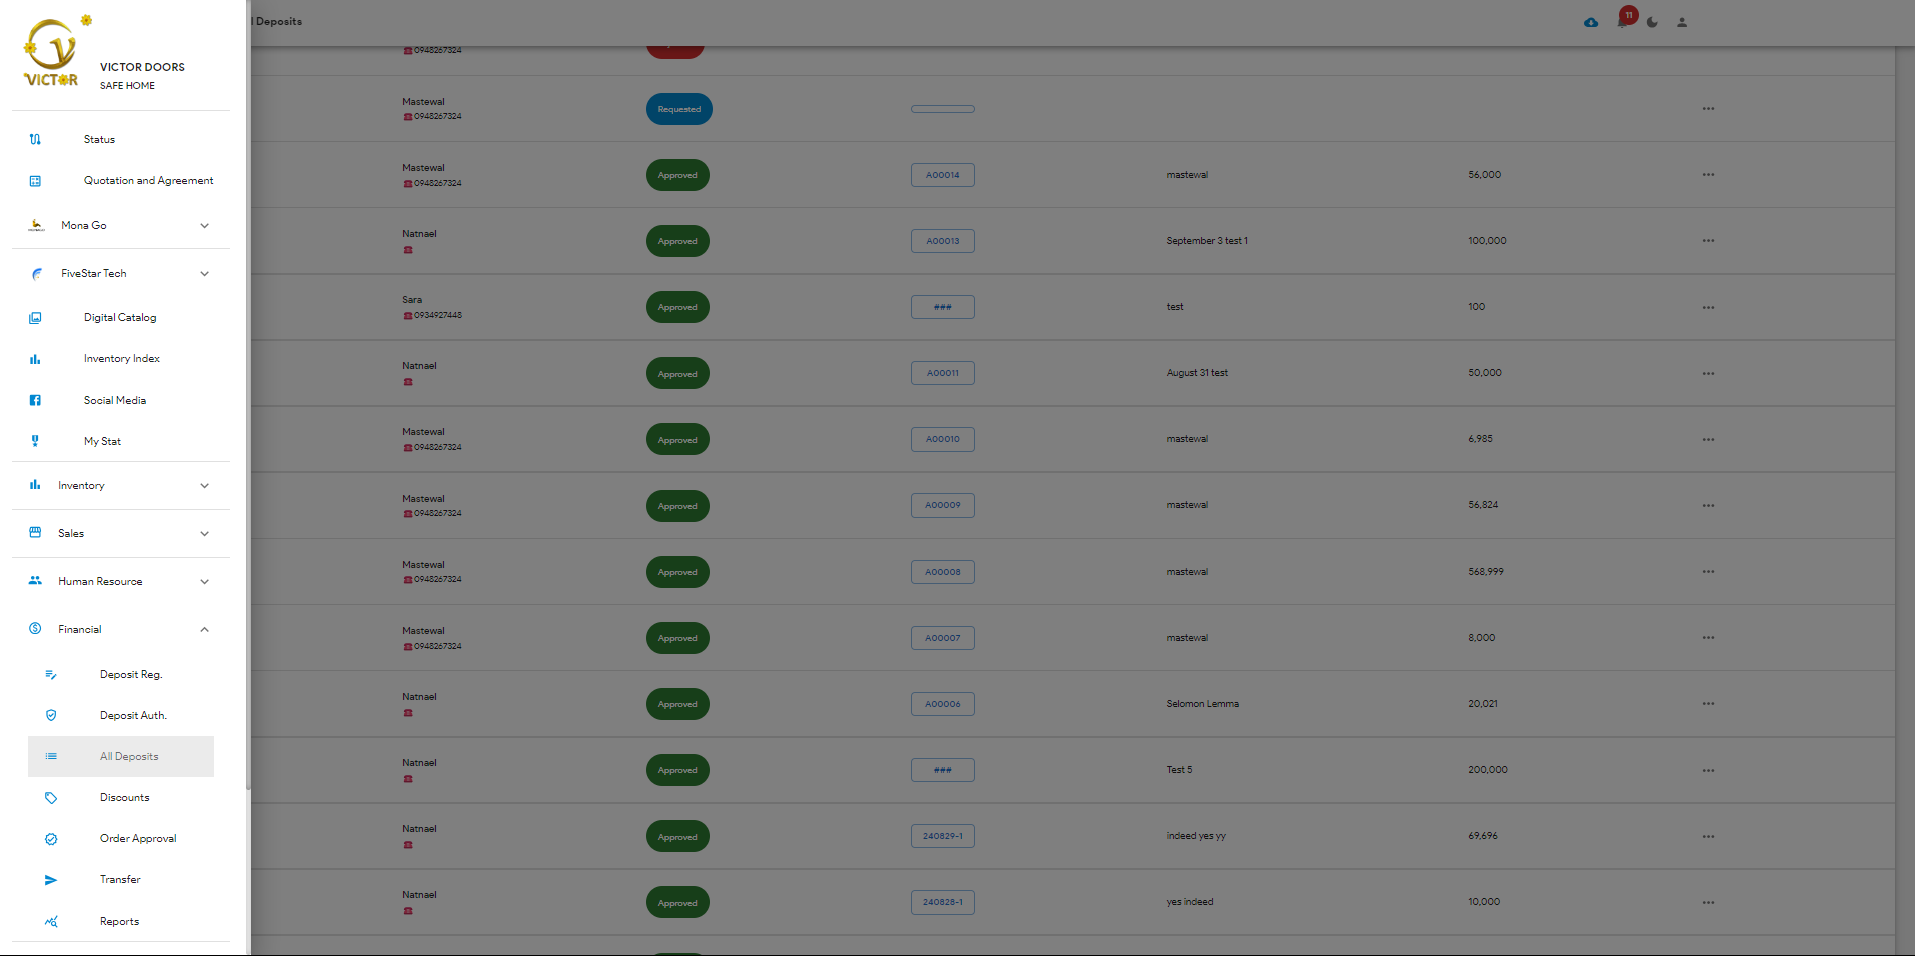 VICTOR
VICTOR DOORS
SAFE HOME
Status
Quotation and Agreement
Mona Go
FiveStar Tech
Digital Catalog
Inventory Index
Social Media
My Stat
Inventory
Sales
Human Resource
Financial
Deposit Reg.
Deposit Auth.
All Deposits
Discounts
Order Approval
Transfer
Reports
l Deposits
11
0948267324
Mastewal
0948267324
Requested
Mastewal
0948267324
Approved
A00014
mastewal
56,000
Natnael
Approved
A00013
September 3 test 1
100,000
Sara
0934927448
Approved
###
test
100
Natnael
Approved
A00011
August 31 test
50,000
Mastewal
0948267324
Approved
A00010
mastewal
6,985
Mastewal
0948267324
Approved
A00009
mastewal
56,824
Mastewal
0948267324
Approved
A00008
mastewal
568,999
Mastewal
0948267324
Approved
A00007
mastewal
8,000
Natnael
Approved
A00006
Selomon Lemma
20,021
Natnael
Approved
###
Test 5
200,000
Natnael
Approved
240829-1
indeed yes yy
69,696
Natnael
Approved
240828-1
yes indeed
10,000